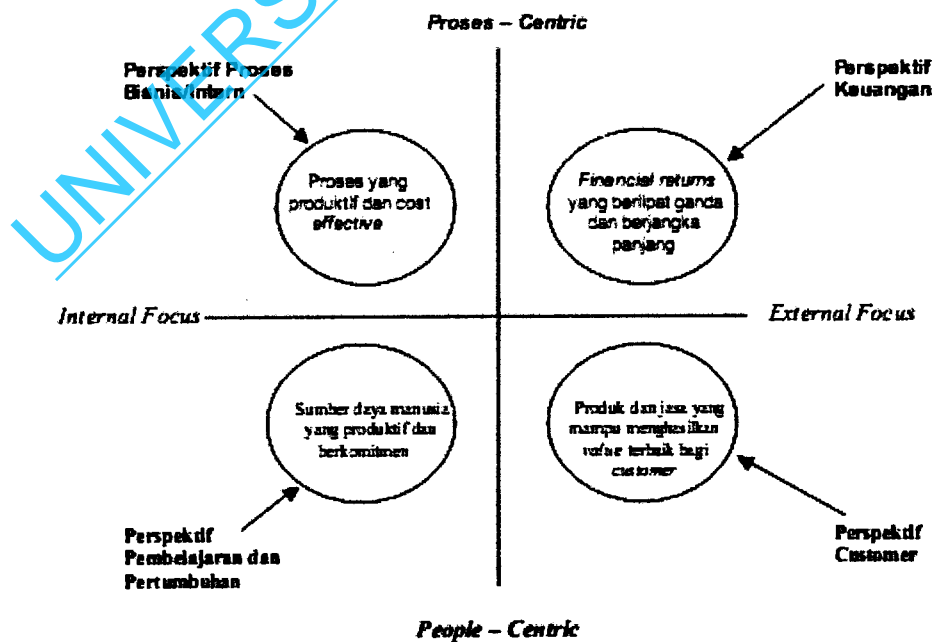 Proses – Centric
UNIVERS
Perspektif Proses
Bisnis/Intern
Perspektif
Keuangan
Proses yang
produktif dan cost
effective
Financial returns
yang berlipat ganda
dan berjangka
panjang
Internal Focus
External Focus
Sumber daya manusia
yang produktif dan
berkomitmen
Produk dan jasa yang
mampu menghasilkan
value terbaik bagi
customer
Perspektif
Pembelajaran dan
Pertumbuhan
Perspektif
Customer
People – Centric